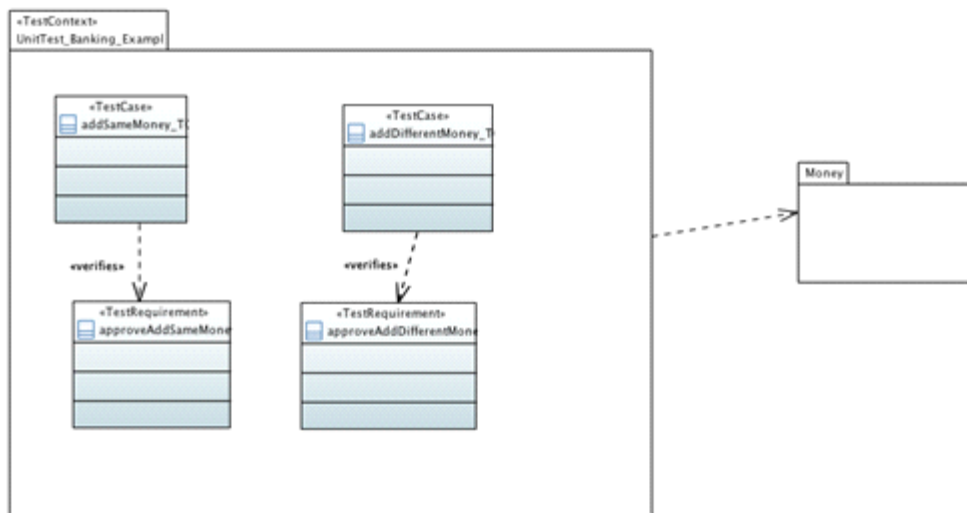 «TestContext»
UnitTest_Banking_Exampl
«TestCase»
addSameMoney_T
«TestCase»
addDifferentMoney_T
Money
«verifies»
«verifies»
«TestRequirement»
approveAddSameMone
«TestRequirement»
approveAddDifferentMone